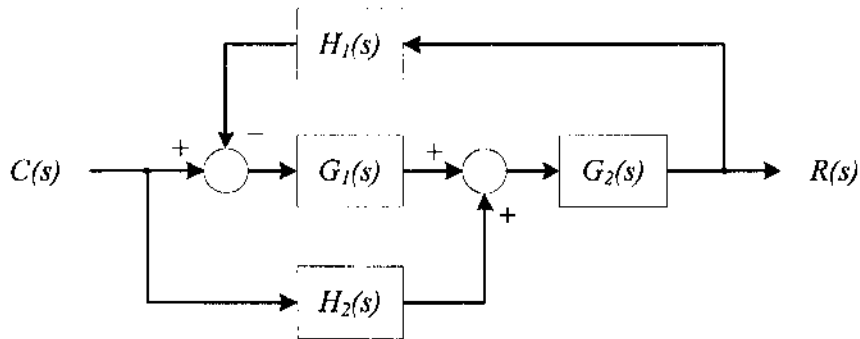 H₁(s)
−
+
+
C(s)
G₁(s)
G₂(s)
R(s)
+
H₂(s)